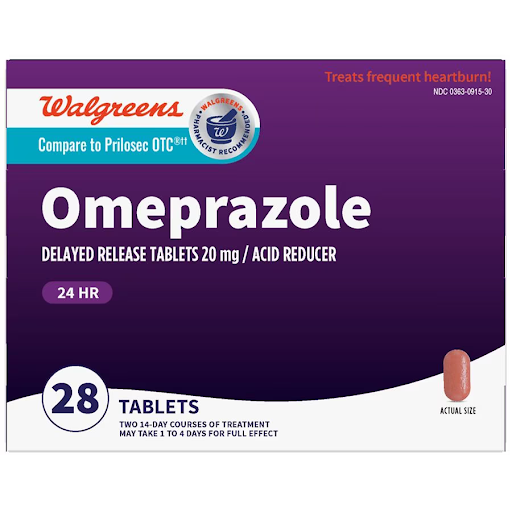 Treats frequent heartburn!
NDC 0363-0915-30
Walgreens
WALGREENS
PHARMACIST RECOMMENDED
W
Compare to Prilosec OTC®††
Omeprazole
DELAYED RELEASE TABLETS 20 mg / ACID REDUCER
24 HR
28 TABLETS
TWO 14-DAY COURSES OF TREATMENT
MAY TAKE 1 TO 4 DAYS FOR FULL EFFECT
ACTUAL SIZE